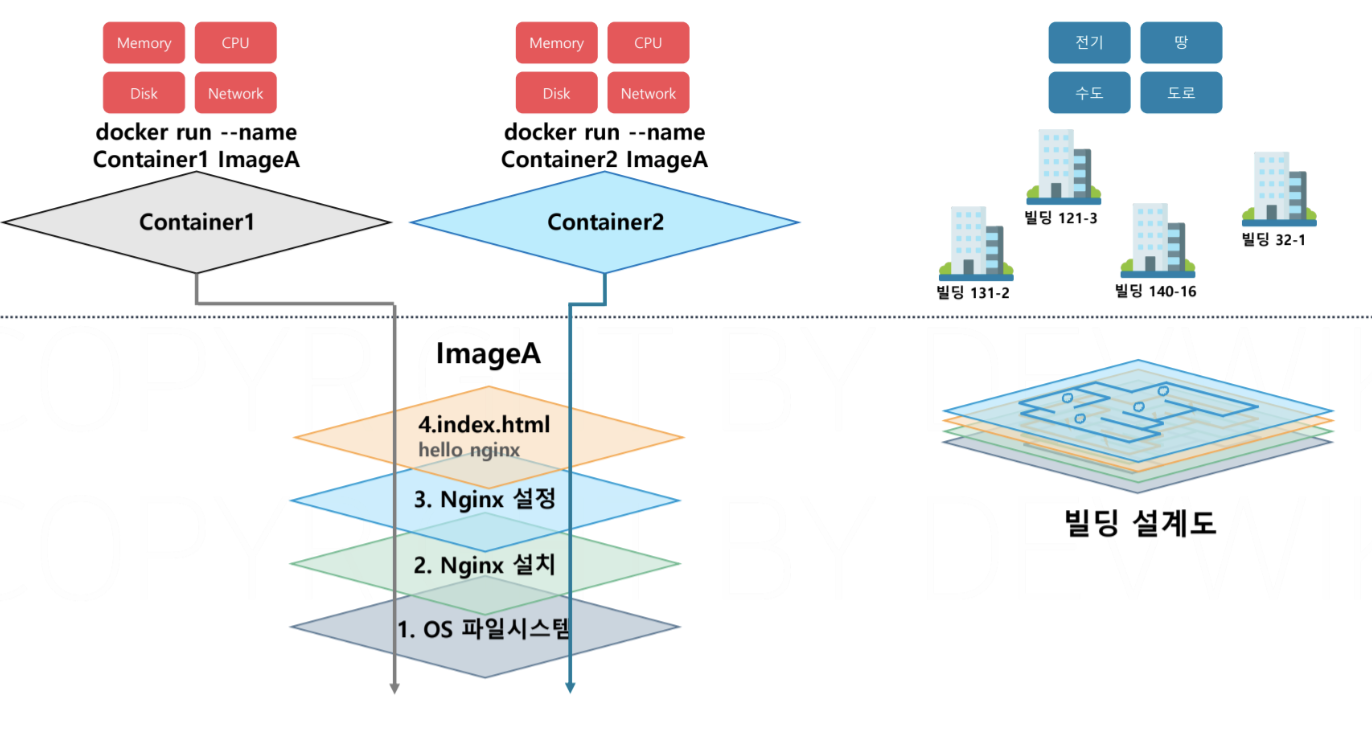 Memory CPU
Disk Network
docker run --name
Container1 ImageA
Container1
Memory CPU
Disk Network
docker run --name
Container2 ImageA
Container2
전기 땅
수도 도로
빌딩 121-3
빌딩 32-1
빌딩 131-2
빌딩 140-16
ImageA
4.index.html
hello nginx
3. Nginx 설정
2. Nginx 설치
1. OS 파일시스템
빌딩 설계도
COPYRIGHT BY DEVWI
COPYRIGHT BY DEVWI